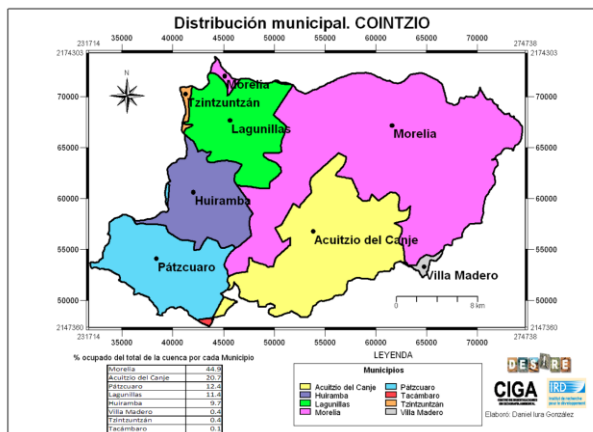 Distribución municipal. COINTZIO
231714 35000 40000 45000 50000 55000 60000 65000 70000 274738
2174303 2174303
N
Morelia
70000 Tzintzuntzán 70000
Lagunillas
Morelia
65000 65000
60000 Huiramba 60000
Acuitzio del Canje
55000 55000
Pátzcuaro
Villa Madero
50000 50000
0 8 km
2147360 2147360
231714 35000 40000 45000 50000 55000 60000 65000 70000 274738
% ocupado del total de la cuenca por cada Municipio
Morelia 44.9
Acuitzio del Canje 20.7
Pátzcuaro 12.4
Lagunillas 11.4
Huiramba 9.7
Villa Madero 0.4
Tzintzuntzán 0.4
Tacámbaro 0.1
LEYENDA
Municipios
Acuitzio del Canje Pátzcuaro
Huiramba Tacámbaro
Lagunillas Tzintzuntzán
Morelia Villa Madero
DESIRE
CIGA
IRD
Elaboró: Daniel Iura González